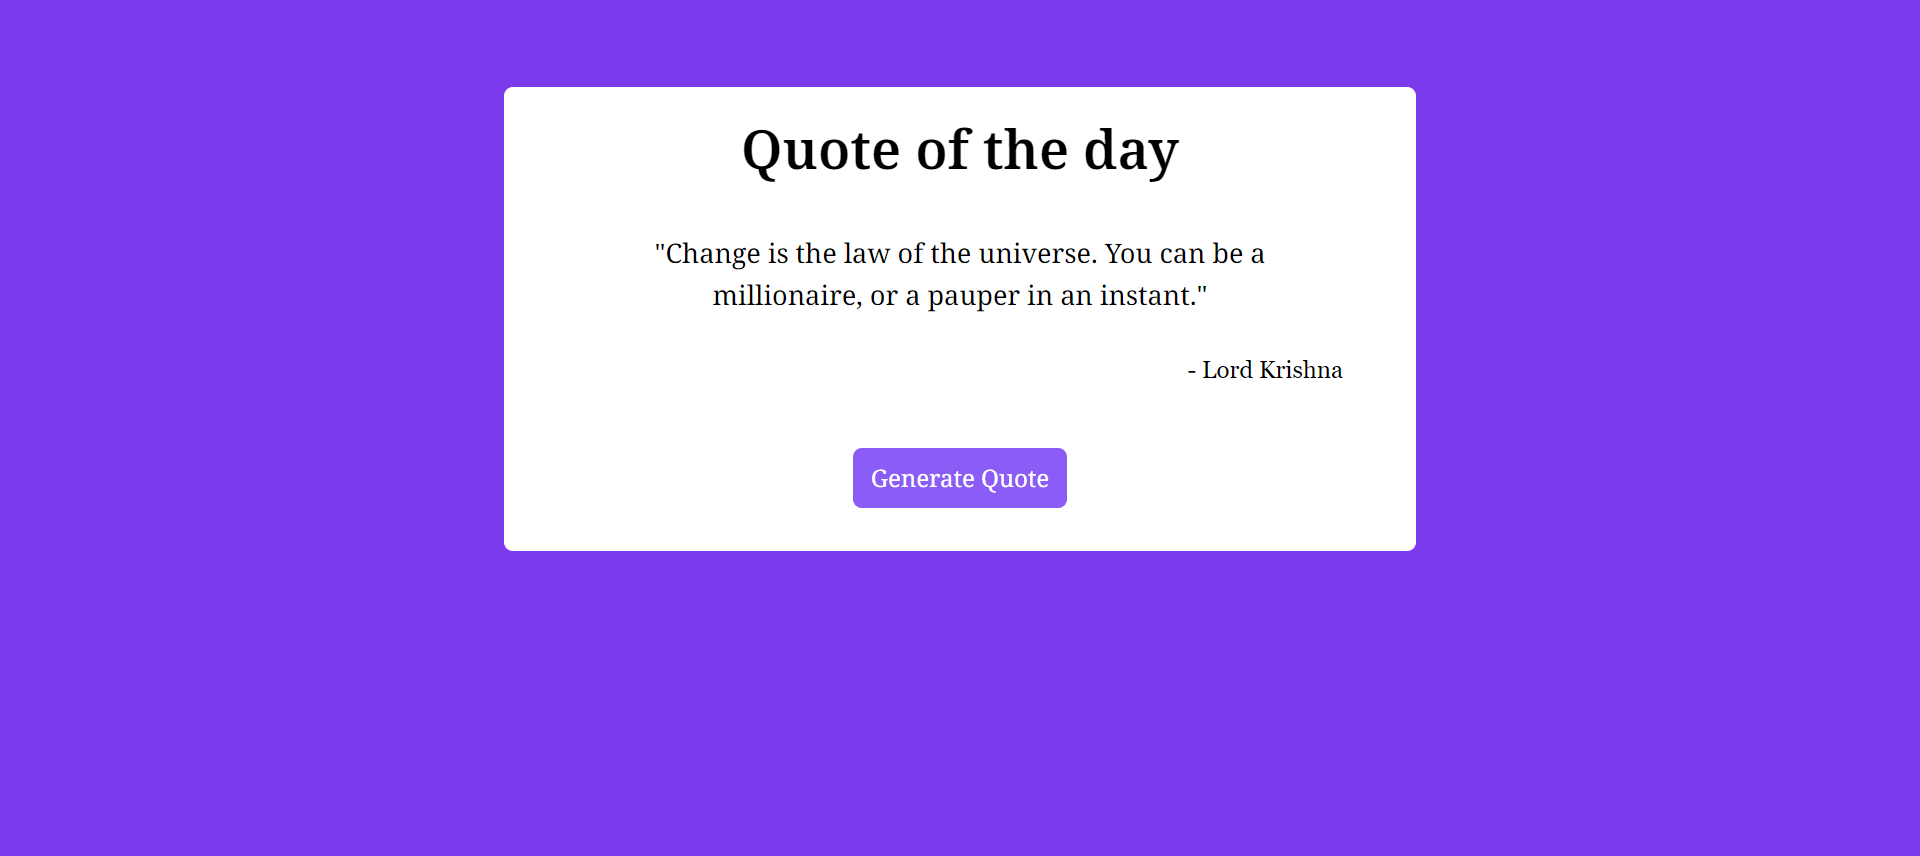 Quote of the day
"Change is the law of the universe. You can be a
millionaire, or a pauper in an instant."
- Lord Krishna
Generate Quote